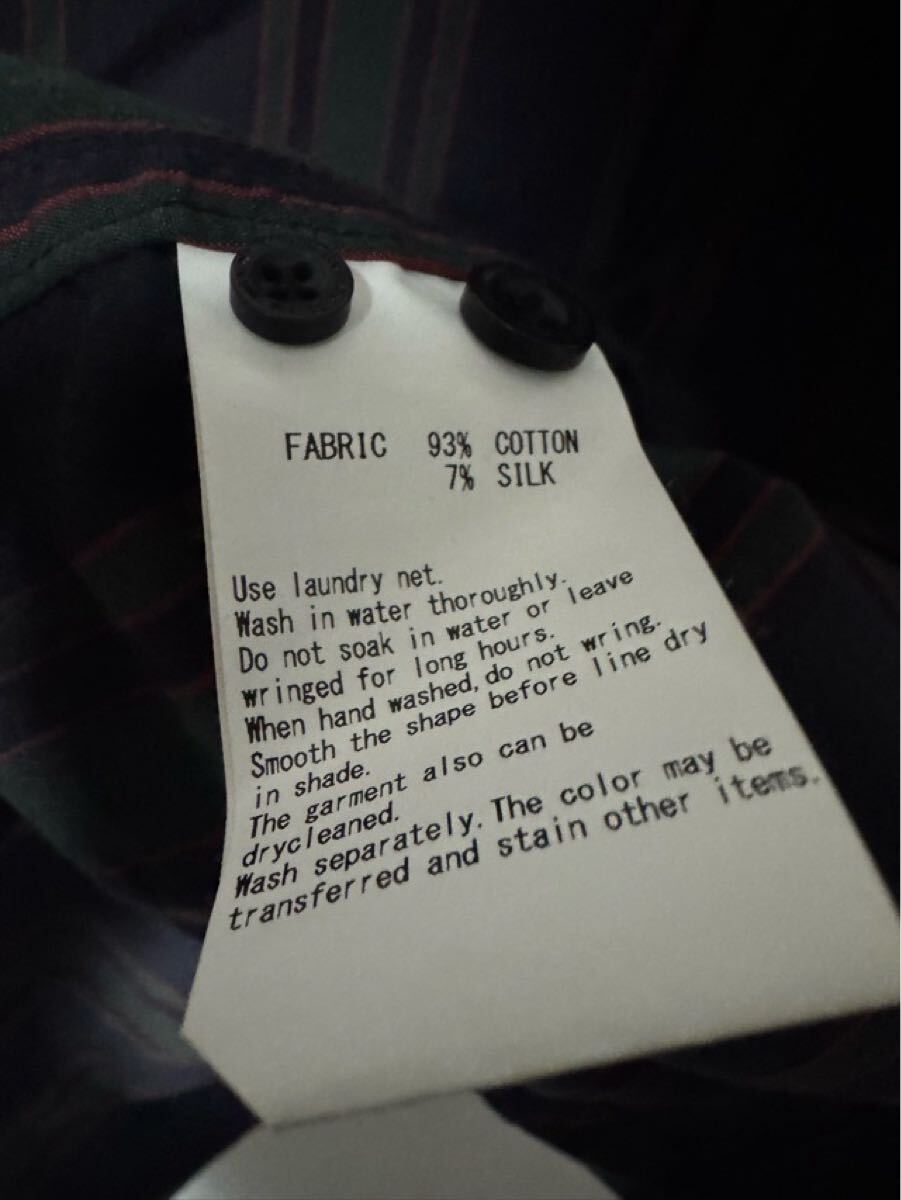 FABRIC 93% COTTON
7% SILK
Use laundry net.
Wash in water thoroughly.
Do not soak in water or leave
wringed for long hours.
When hand washed, do not wring.
Smooth the shape before line dry
in shade.
The garment also can be
drycleaned.
Wash separately. The color may be
transferred and stain other items.